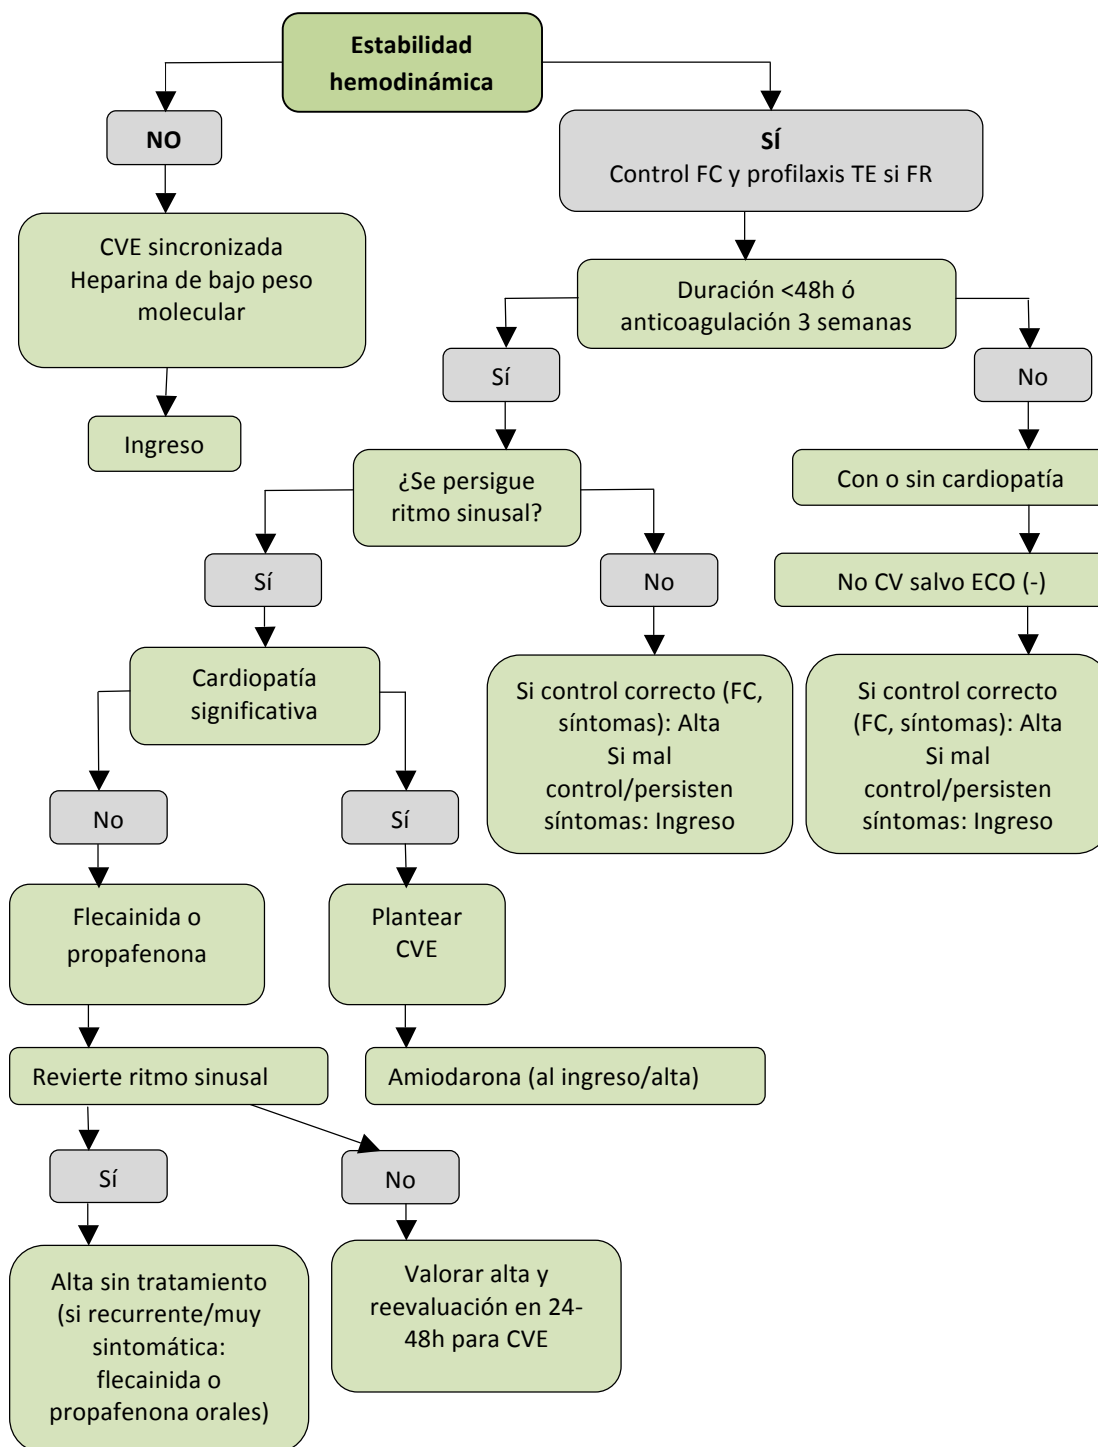 Estabilidad
hemodinámica
NO
SÍ
Control FC y profilaxis TE si FR
CVE sincronizada
Heparina de bajo peso
molecular
Duración <48h ó
anticoagulación 3 semanas
Sí
No
Ingreso
¿Se persigue
ritmo sinusal?
Con o sin cardiopatía
Sí
No
No CV salvo ECO (-)
Cardiopatía
significativa
Si control correcto (FC,
síntomas): Alta
Si mal
control/persisten
síntomas: Ingreso
Si control correcto
(FC, síntomas): Alta
Si mal
control/persisten
síntomas: Ingreso
No
Sí
Flecainida o
propafenona
Plantear
CVE
Revierte ritmo sinusal
Amiodarona (al ingreso/alta)
Sí
No
Alta sin tratamiento
(si recurrente/muy
sintomática:
flecainida o
propafenona orales)
Valorar alta y
reevaluación en 24-
48h para CVE